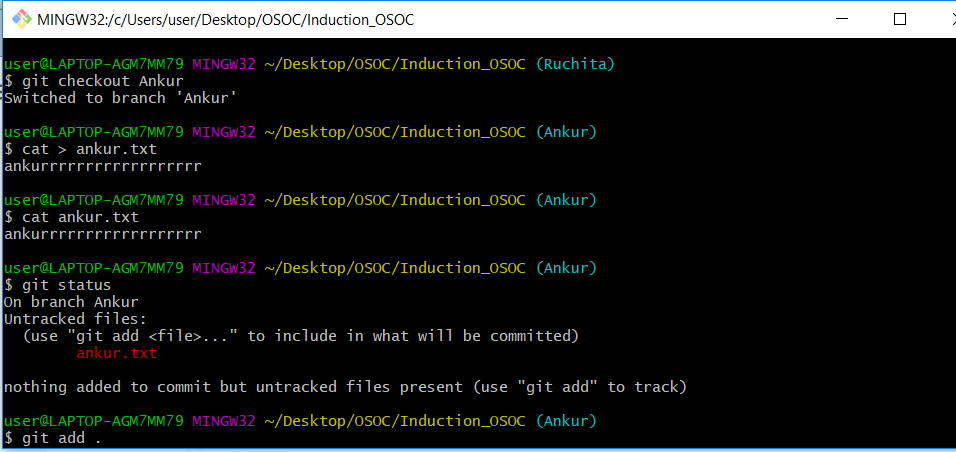 MINGW32:/c/Users/user/Desktop/OSOC/Induction_OSOC
user@LAPTOP-AGM7MM79 MINGW32 ~/Desktop/OSOC/Induction_OSOC (Ruchita)
$ git checkout Ankur
Switched to branch 'Ankur'
user@LAPTOP-AGM7MM79 MINGW32 ~/Desktop/OSOC/Induction_OSOC (Ankur)
$ cat > ankur.txt
ankurrrrrrrrrrrrrrrrrr
user@LAPTOP-AGM7MM79 MINGW32 ~/Desktop/OSOC/Induction_OSOC (Ankur)
$ cat ankur.txt
ankurrrrrrrrrrrrrrrrrr
user@LAPTOP-AGM7MM79 MINGW32 ~/Desktop/OSOC/Induction_OSOC (Ankur)
$ git status
On branch Ankur
Untracked files:
  (use "git add <file>..." to include in what will be committed)
        ankur.txt
nothing added to commit but untracked files present (use "git add" to track)
user@LAPTOP-AGM7MM79 MINGW32 ~/Desktop/OSOC/Induction_OSOC (Ankur)
$ git add .